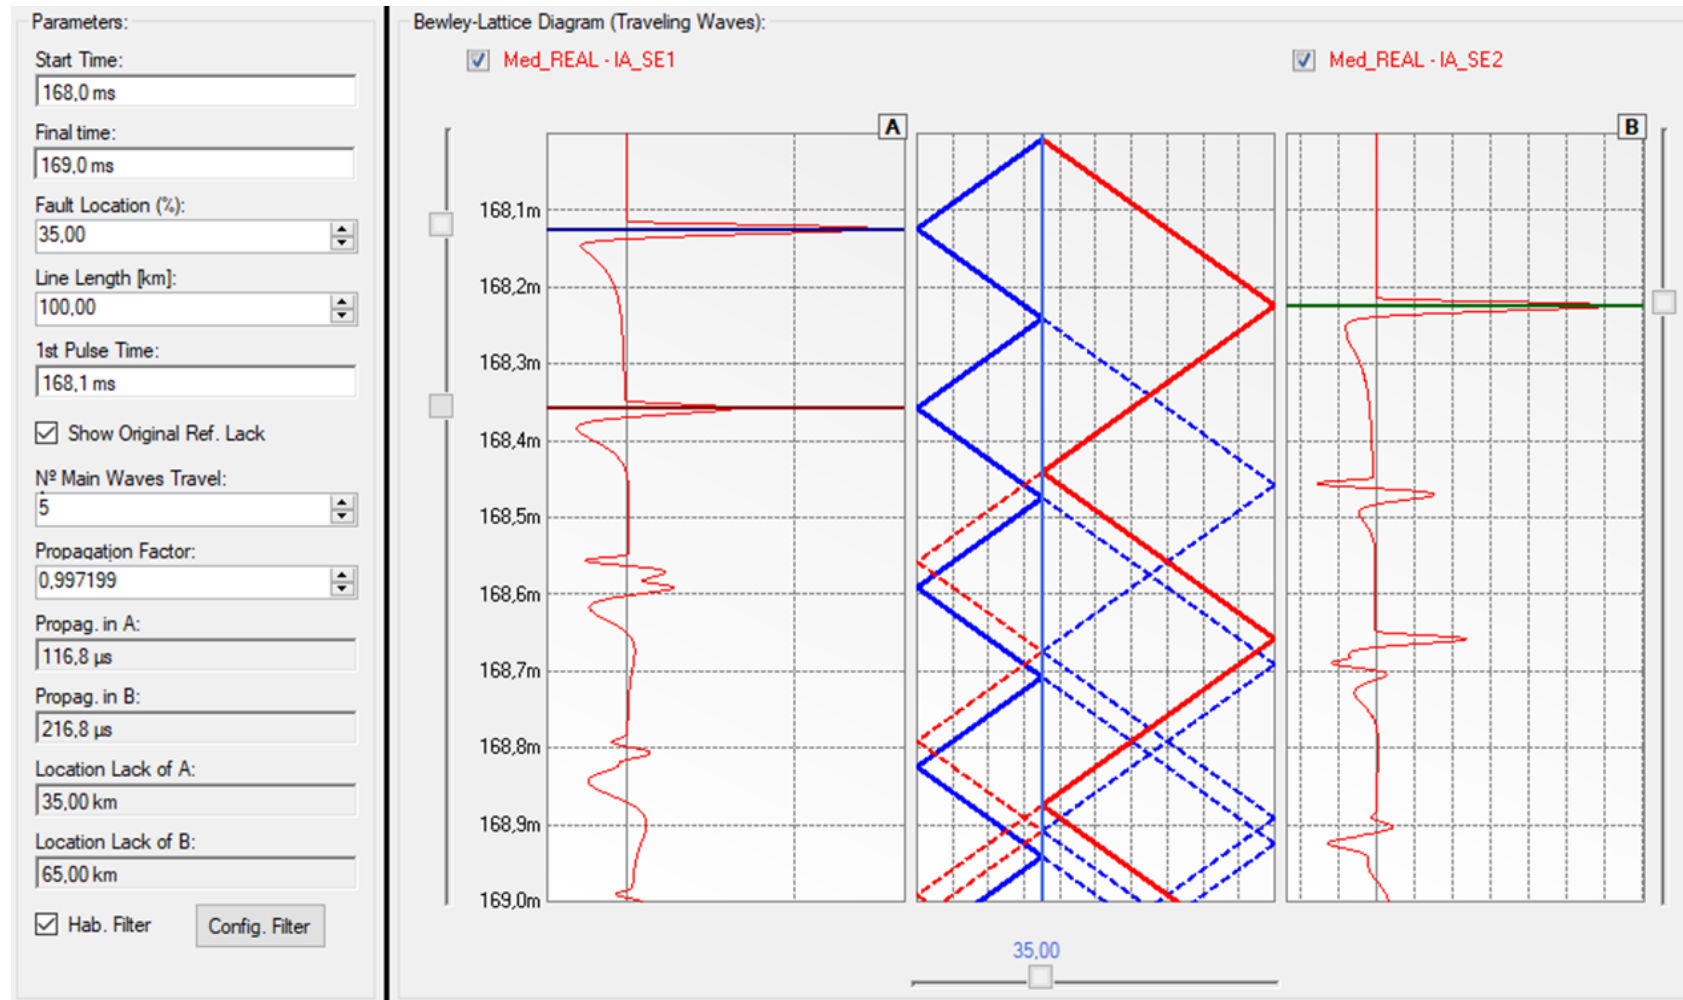 Parameters:
Start Time:
168,0 ms
Final time:
169,0 ms
Fault Location (%):
35,00
Line Length [km]:
100,00
1st Pulse Time:
168,1 ms
Show Original Ref. Lack
Nº Main Waves Travel:
5
Propagation Factor:
0,997199
Propag. in A:
116,8 µs
Propag. in B:
216,8 µs
Location Lack of A:
35,00 km
Location Lack of B:
65,00 km
Hab. Filter
Config. Filter
Bewley-Lattice Diagram (Traveling Waves):
Med_REAL - IA_SE1
Med_REAL - IA_SE2
A
B
168,1m
168,2m
168,3m
168,4m
168,5m
168,6m
168,7m
168,8m
168,9m
169,0m
35,00